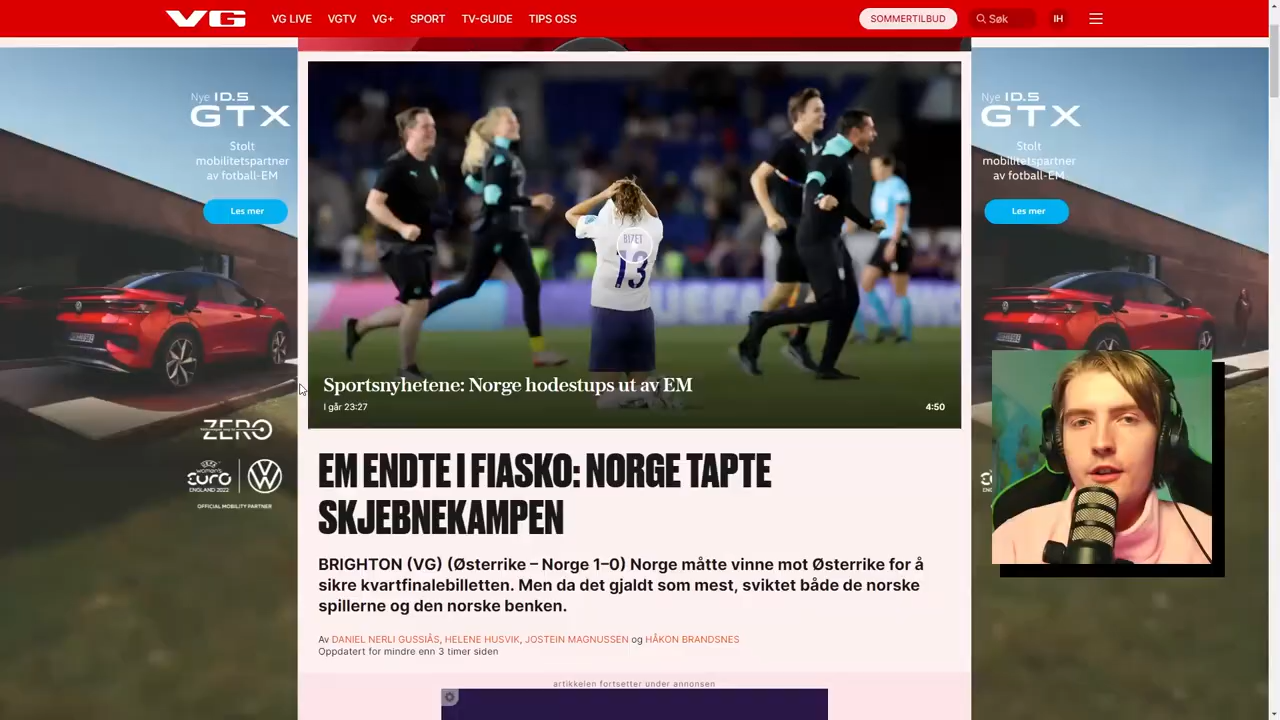 VG
VG LIVE
VGTV
VG+
SPORT
TV-GUIDE
TIPS OSS
SOMMERTILBUD
Søk
IH
Nye ID.5
GTX
Stolt
mobilitetspartner
av fotball-EM
Les mer
ZERO
EURO
ENGLAND 2022
OFFICIAL MOBILITY PARTNER
BIZET
13
UEFA
Sportsnyhetene: Norge hodestups ut av EM
I går 23:27
4:50
Nye ID.5
GTX
Stolt
mobilitetspartner
av fotball-EM
Les mer
EM ENDTE I FIASKO: NORGE TAPTE
SKJEBNEKAMPEN
BRIGHTON (VG) (Østerrike – Norge 1–0) Norge måtte vinne mot Østerrike for å
sikre kvartfinalebilletten. Men da det gjaldt som mest, sviktet både de norske
spillerne og den norske benken.
Av DANIEL NERLI GUSSIÅS, HELENE HUSVIK, JOSTEIN MAGNUSSEN og HÅKON BRANDSNES
Oppdatert for mindre enn 3 timer siden
artikkelen fortsetter under annonsen